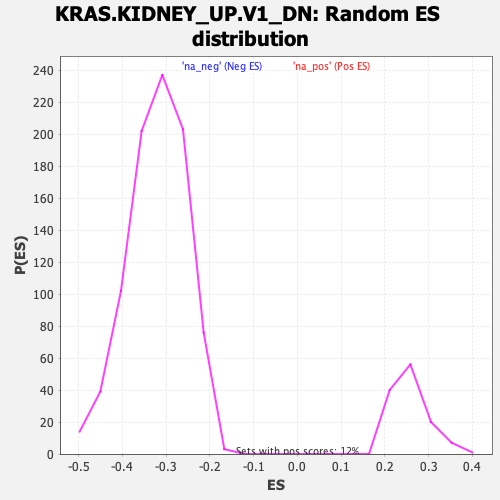 KRAS.KIDNEY_UP.V1_DN: Random ES
distribution
'na_neg' (Neg ES) 'na_pos' (Pos ES)
240
220
200
180
160
140
120
100
80
60
40
20
0
P(ES)
Sets with pos scores: 12%
-0.5 -0.4 -0.3 -0.2 -0.1 0.0 0.1 0.2 0.3 0.4
ES